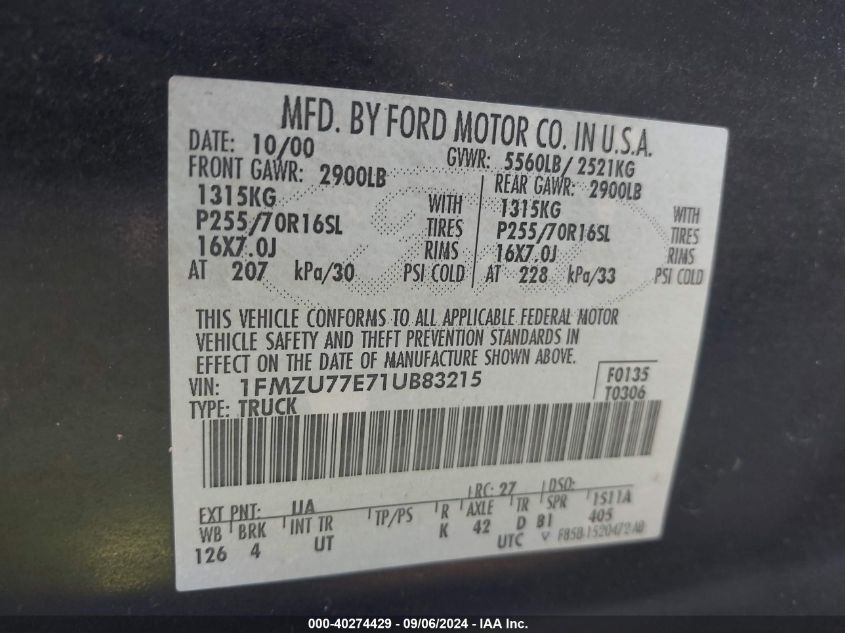 MFD. BY FORD MOTOR CO. IN U.S.A.
DATE: 10/00 GVWR: 5560LB/ 2521KG
FRONT GAWR: 2900LB REAR GAWR: 2900LB
1315KG WITH 1315KG WITH
P255/70R16SL TIRES P255/70R16SL TIRES
16X7.0J RIMS 16X7.0J RIMS
AT 207 kPa/30 PSI COLD AT 228 kPa/33 PSI COLD
THIS VEHICLE CONFORMS TO ALL APPLICABLE FEDERAL MOTOR
VEHICLE SAFETY AND THEFT PREVENTION STANDARDS IN
EFFECT ON THE DATE OF MANUFACTURE SHOWN ABOVE.
VIN: 1FMZU77E71UB83215 F0135
TYPE: TRUCK T0306
EXT PNT: UA RC: 27 DSO:
WB BRK INT TR TP/PS R AXLE TR SPR 1S11A
126 4 UT K 42 D B1 405
UTC
000-40274429 - 09/06/2024 - IAA Inc.